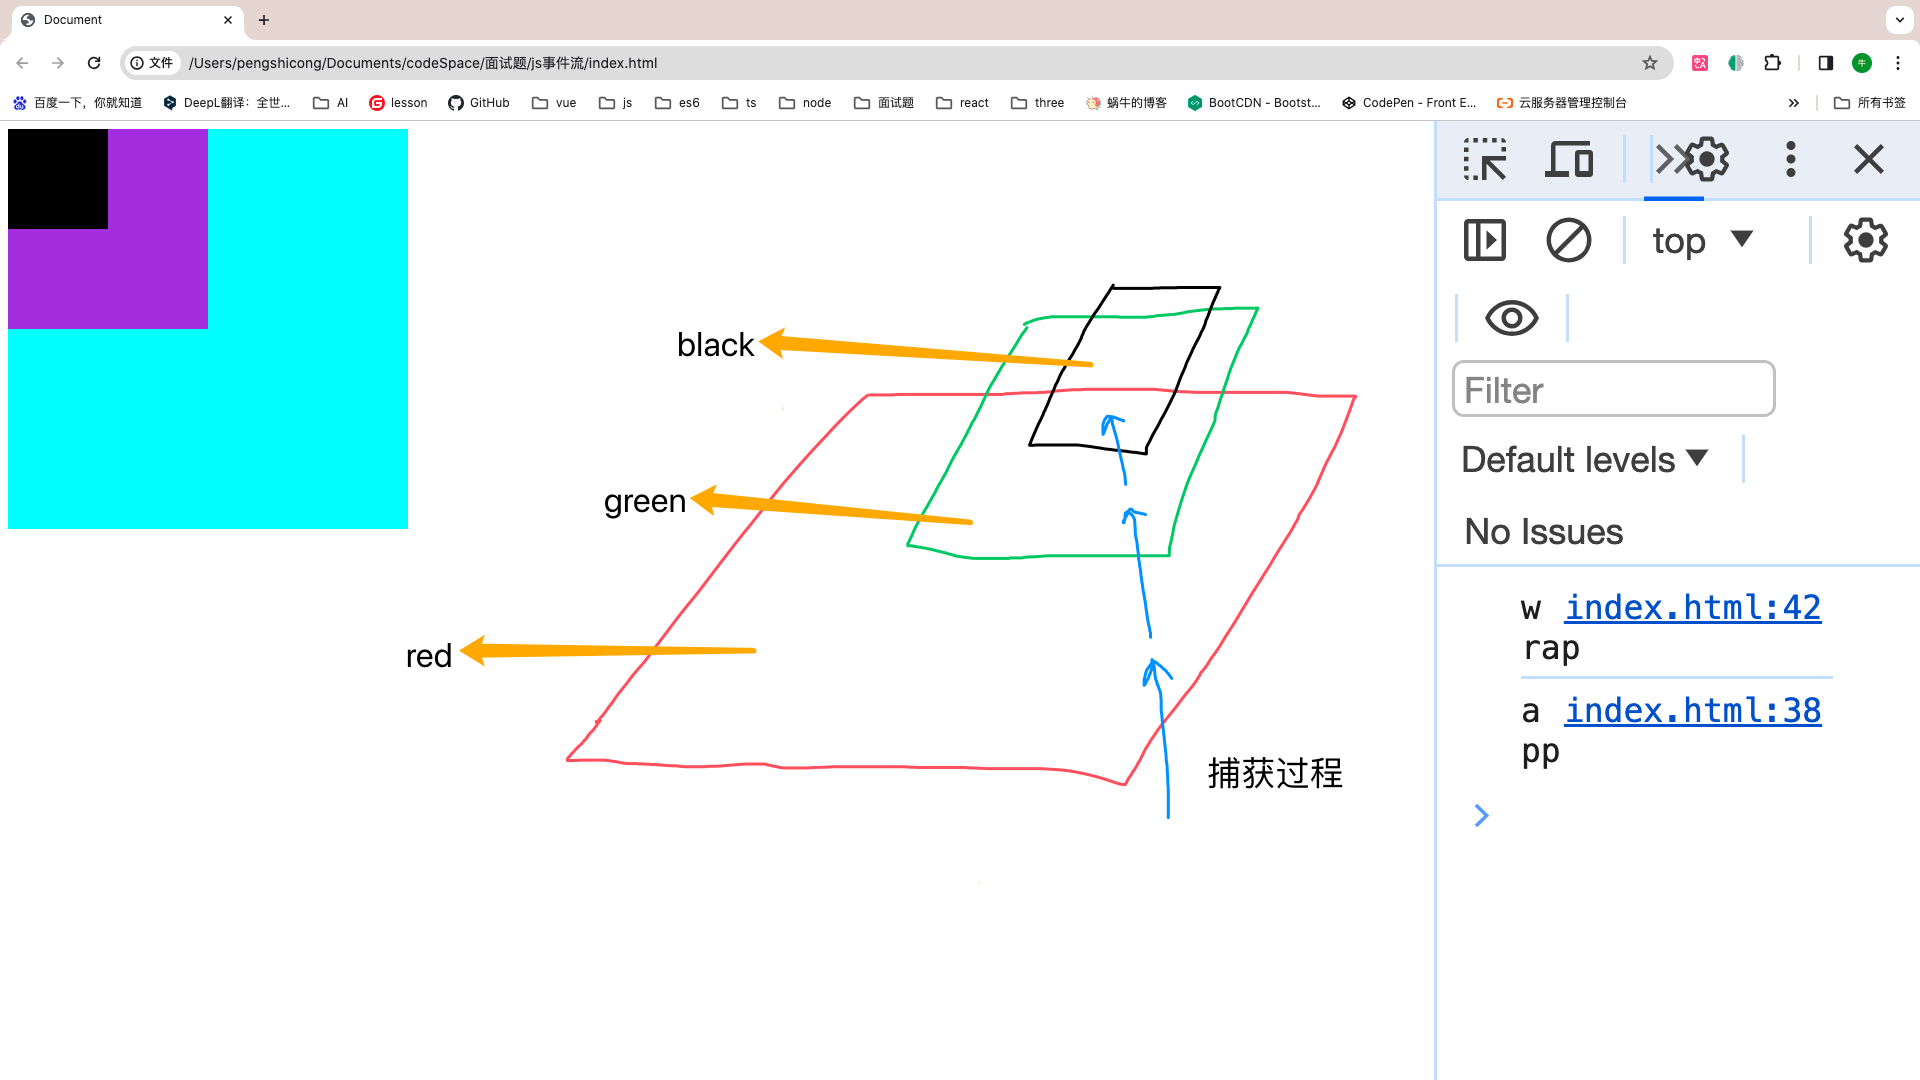 Document
文件 /Users/pengshicong/Documents/codeSpace/面试题/js事件流/index.html
百度一下，你就知道 DeepL翻译：全世... AI lesson GitHub vue js es6 ts node 面试题 react three 蜗牛的博客 BootCDN - Bootst... CodePen - Front E... 云服务器管理控制台 所有书签
top
Filter
Default levels
No Issues
w index.html:42
rap
a index.html:38
pp
black
green
red
捕获过程